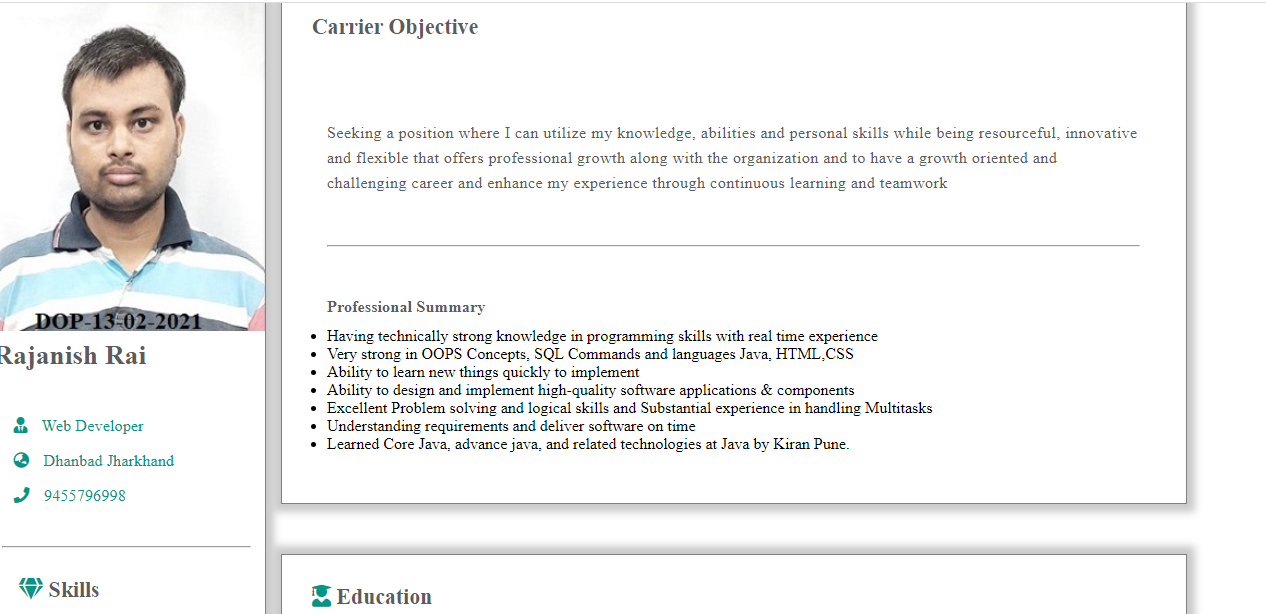 DOP-13-02-2021
Rajanish Rai
Web Developer
Dhanbad Jharkhand
9455796998
Skills
Carrier Objective
Seeking a position where I can utilize my knowledge, abilities and personal skills while being resourceful, innovative
and flexible that offers professional growth along with the organization and to have a growth oriented and
challenging career and enhance my experience through continuous learning and teamwork
Professional Summary
• Having technically strong knowledge in programming skills with real time experience
• Very strong in OOPS Concepts, SQL Commands and languages Java, HTML,CSS
• Ability to learn new things quickly to implement
• Ability to design and implement high-quality software applications & components
• Excellent Problem solving and logical skills and Substantial experience in handling Multitasks
• Understanding requirements and deliver software on time
• Learned Core Java, advance java, and related technologies at Java by Kiran Pune.
Education